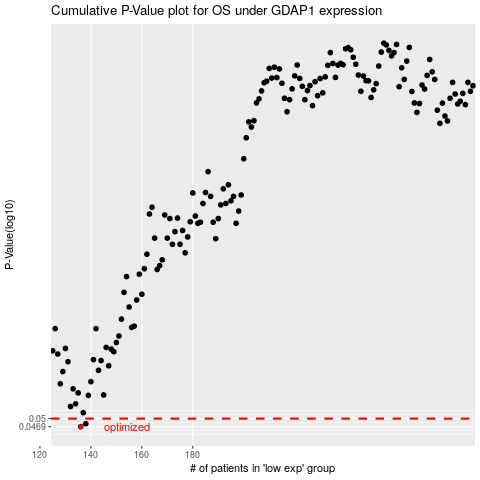 Cumulative P-Value plot for OS under GDAP1 expression
P-Value(log10)
0.05
0.0469
optimized
120 140 160 180
# of patients in 'low exp' group